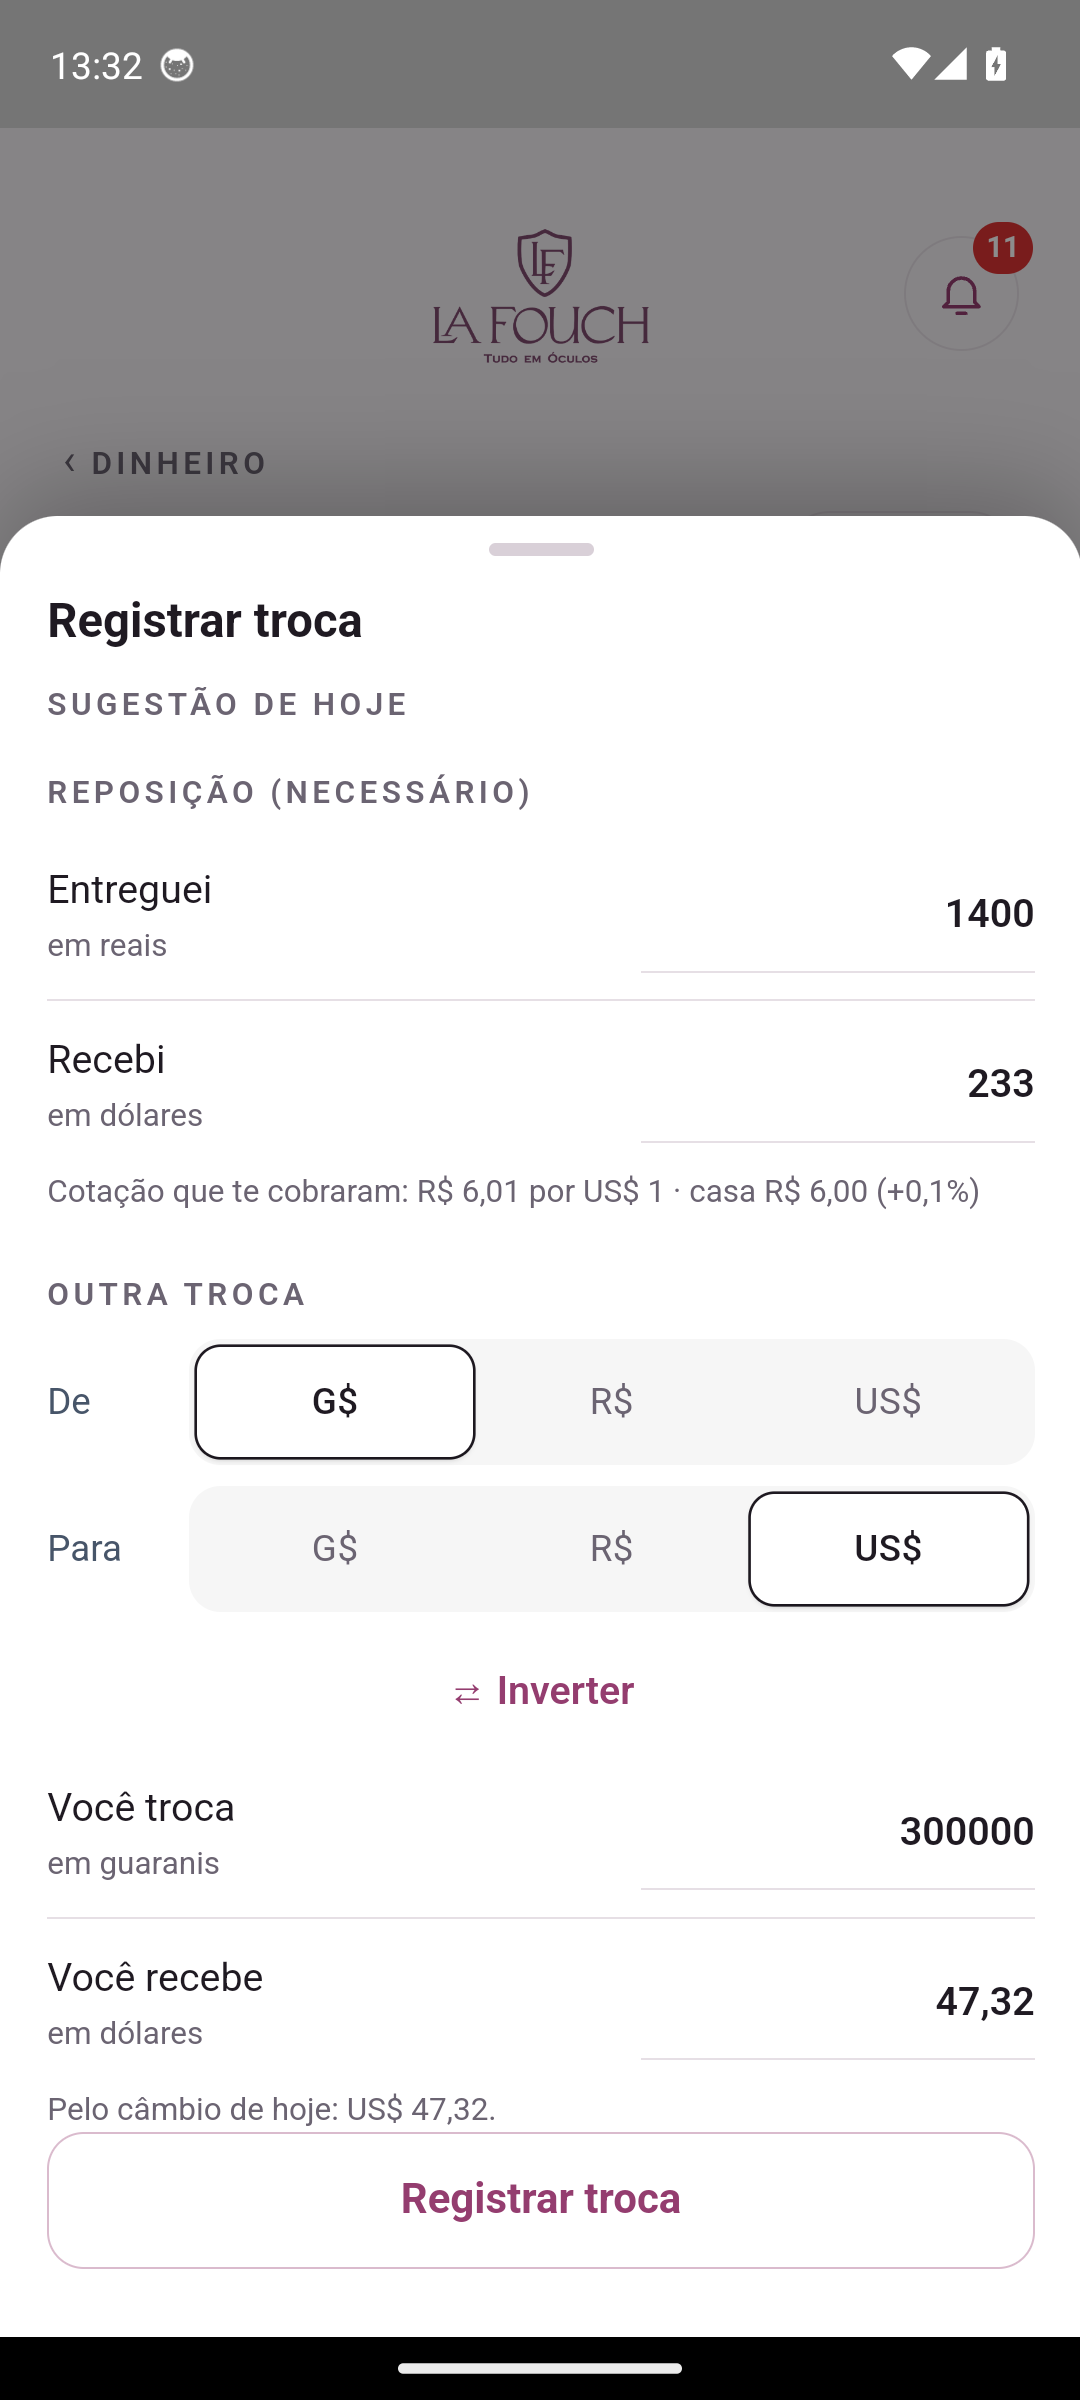 13:32
11
LF
LA FOUCH
TUDO EM ÓCULOS
‹ DINHEIRO
Registrar troca
SUGESTÃO DE HOJE
REPOSIÇÃO (NECESSÁRIO)
Entreguei
1400
em reais
Recebi
233
em dólares
Cotação que te cobraram: R$ 6,01 por US$ 1 · casa R$ 6,00 (+0,1%)
OUTRA TROCA
De G$ R$ US$
Para G$ R$ US$
⇄ Inverter
Você troca
300000
em guaranis
Você recebe
47,32
em dólares
Pelo câmbio de hoje: US$ 47,32.
Registrar troca